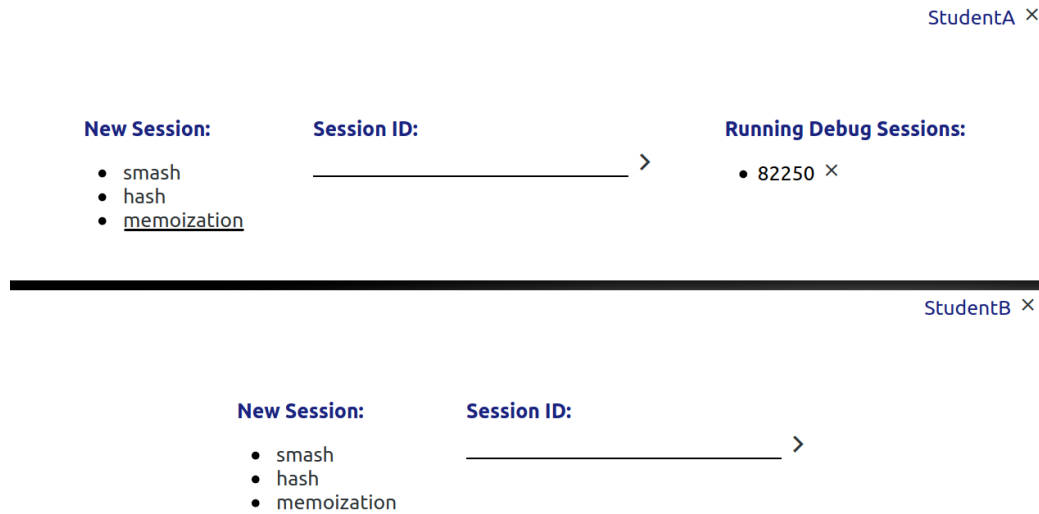 StudentA ×
New Session: Session ID: Running Debug Sessions:
• smash
• 82250 ×
• hash
• memoization
StudentB ×
New Session: Session ID:
• smash
• hash
• memoization